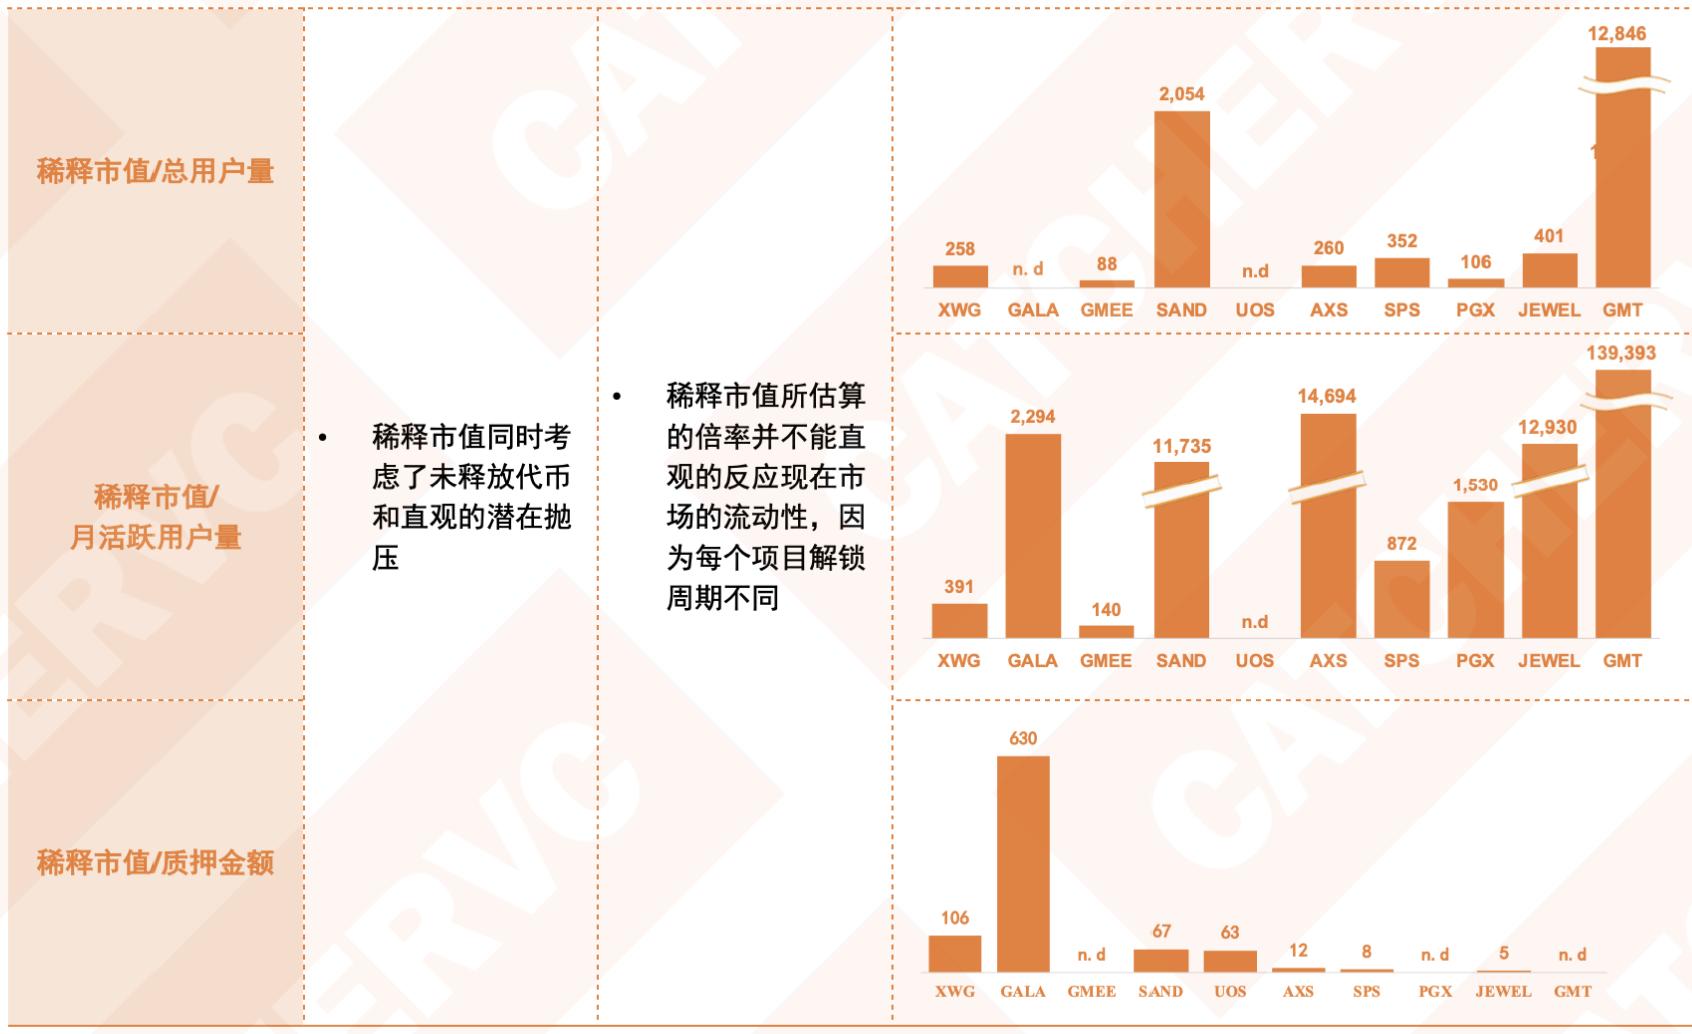 稀释市值/总用户量
稀释市值/
月活跃用户量
稀释市值/质押金额
• 稀释市值同时考
虑了未释放代币
和直观的潜在抛
压
• 稀释市值所估算
的倍率并不能直
观的反应现在市
场的流动性，因
为每个项目解锁
周期不同
12,846
2,054
258 n. d 88 n.d 260 352 106 401
XWG GALA GMEE SAND UOS AXS SPS PGX JEWEL GMT
139,393
14,694
2,294 12,930
11,735
1,530
872
391 140 n.d
XWG GALA GMEE SAND UOS AXS SPS PGX JEWEL GMT
630
106 n. d 67 63 12 8 n. d 5 n. d
XWG GALA GMEE SAND UOS AXS SPS PGX JEWEL GMT
CATCHERVC